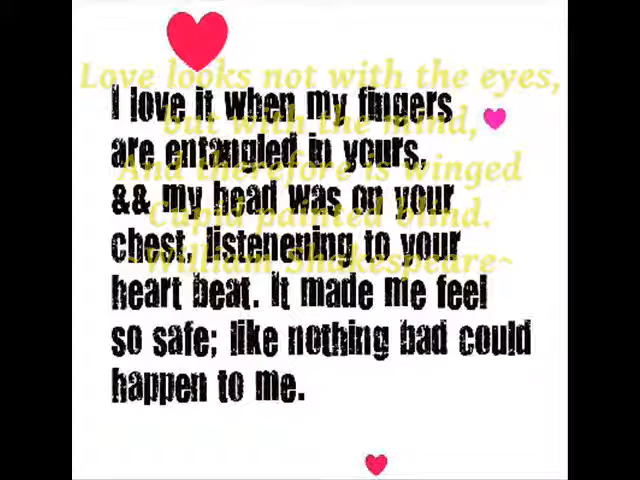 Love looks not with the eyes,
I love it when my fingers
but with the mind,
are entangled in yours,
And therefore is winged
&& my head was on your
Cupid painted blind.
chest, listenening to your
~William Shakespeare~
heart beat. It made me feel
so safe; like nothing bad could
happen to me.